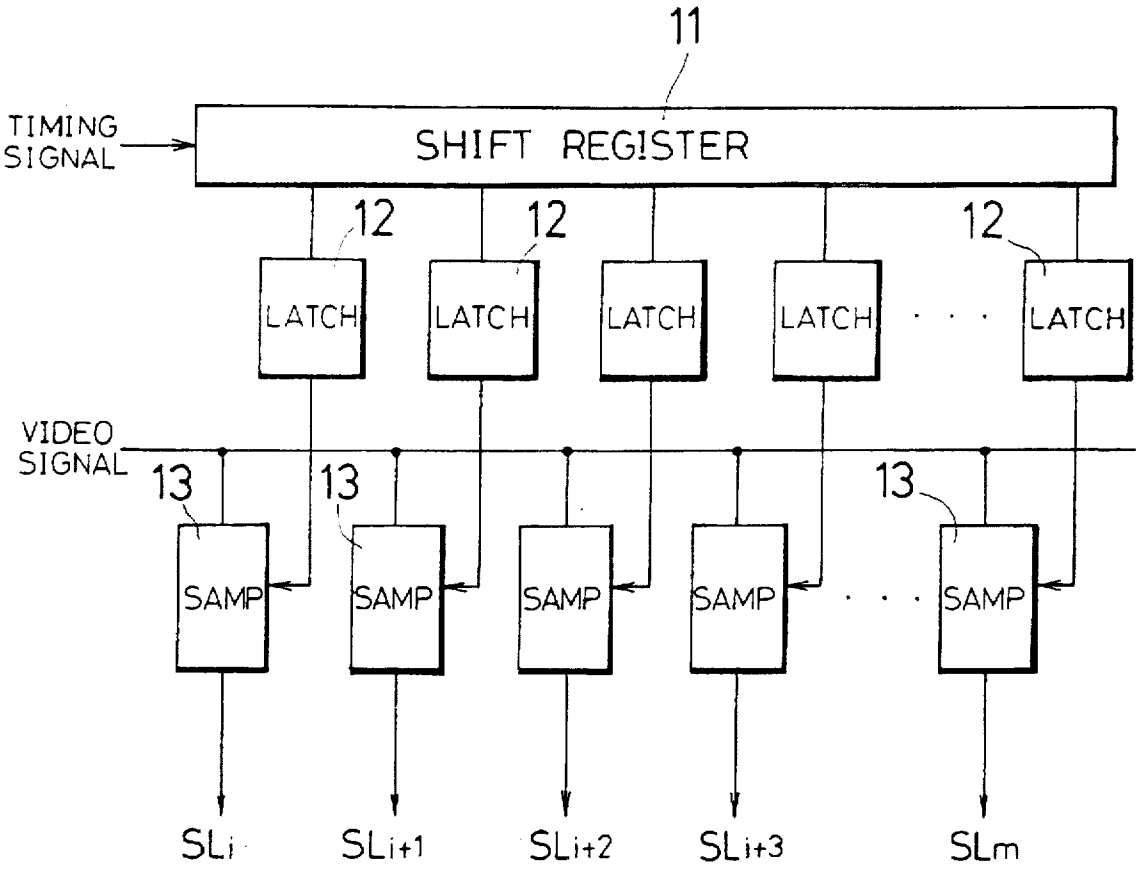 11
TIMING
SIGNAL
SHIFT REGISTER
12
12
12
LATCH
LATCH
LATCH
LATCH
. . .
LATCH
VIDEO
SIGNAL
13
13
13
SAMP
SAMP
SAMP
SAMP
. . . .
SAMP
SLi
SLi+1
SLi+2
SLi+3
SLm